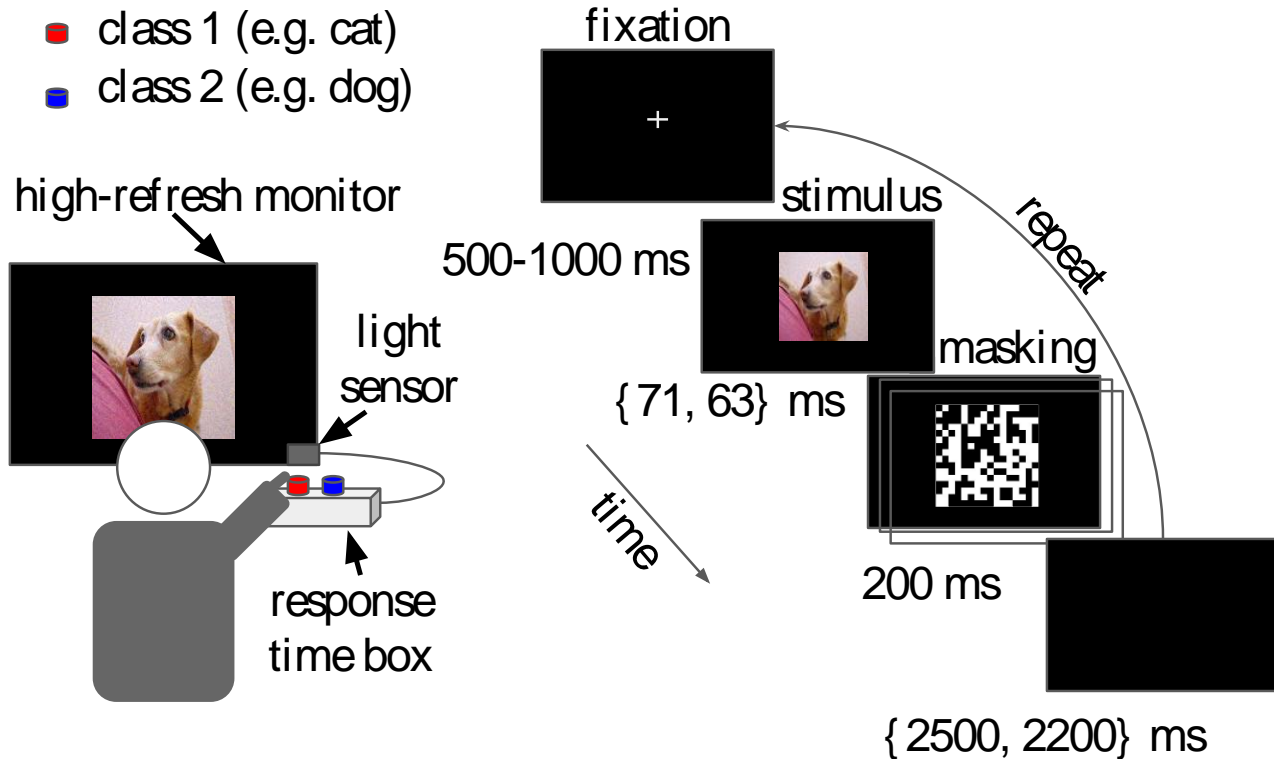 class 1 (e.g. cat)
class 2 (e.g. dog)
high-refresh monitor
light
sensor
response
time box
fixation
500-1000 ms
stimulus
{71, 63} ms
masking
200 ms
{2500, 2200} ms
repeat
time